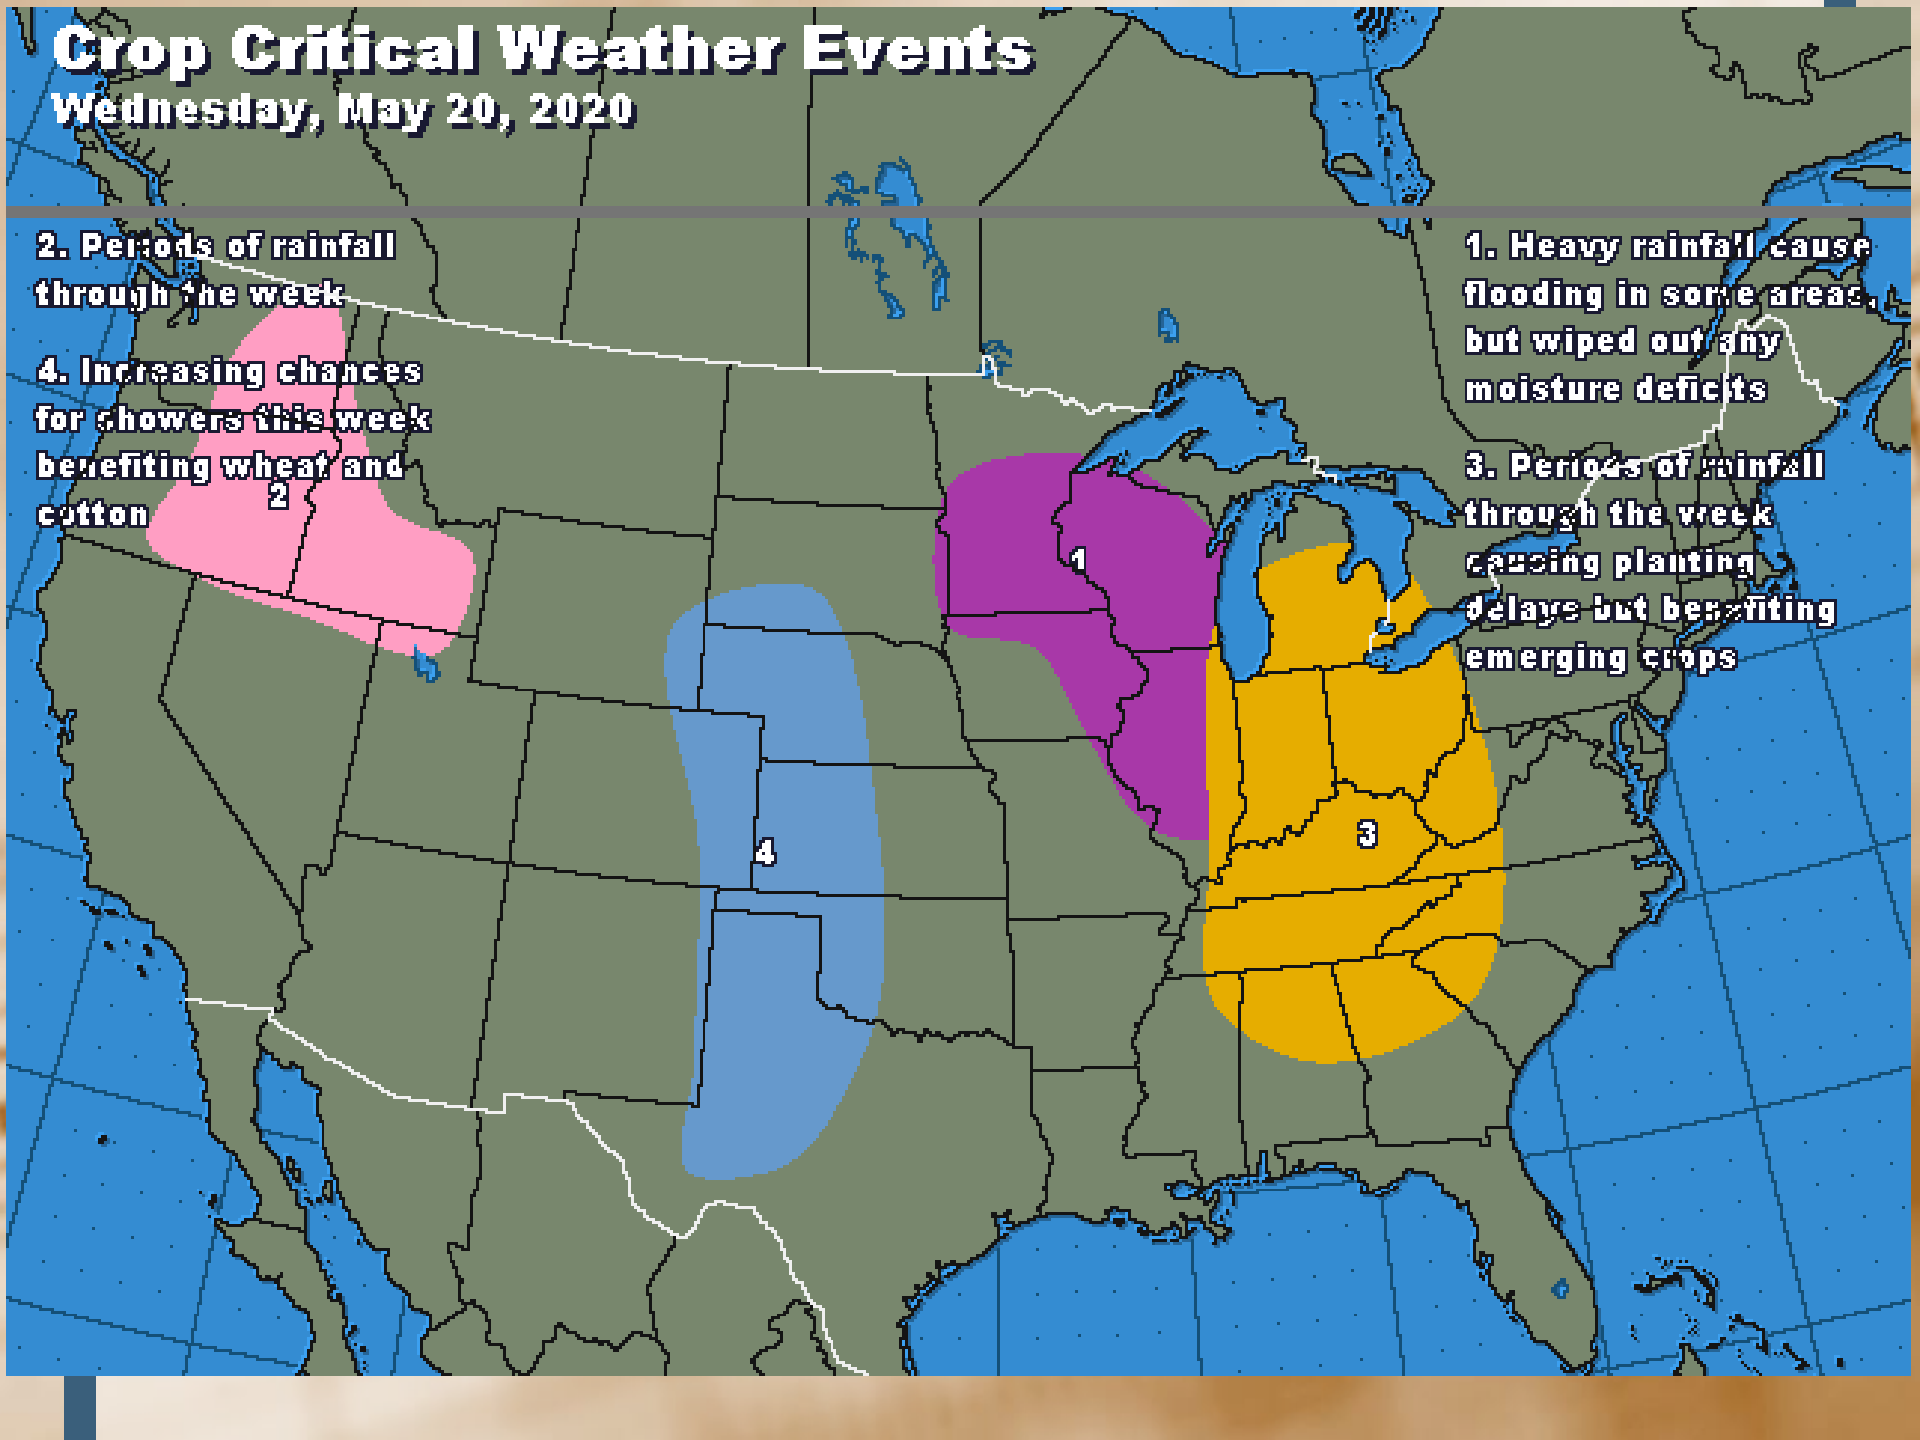 Crop Critical Weather Events
Wednesday, May 20, 2020
2. Periods of rainfall
through the week
4. Increasing chances
for showers this week
benefiting wheat and
cotton
1. Heavy rainfall cause
flooding in some areas,
but wiped out any
moisture deficits
3. Periods of rainfall
through the week
causing planting
delays but benefiting
emerging crops
2
1
3
4